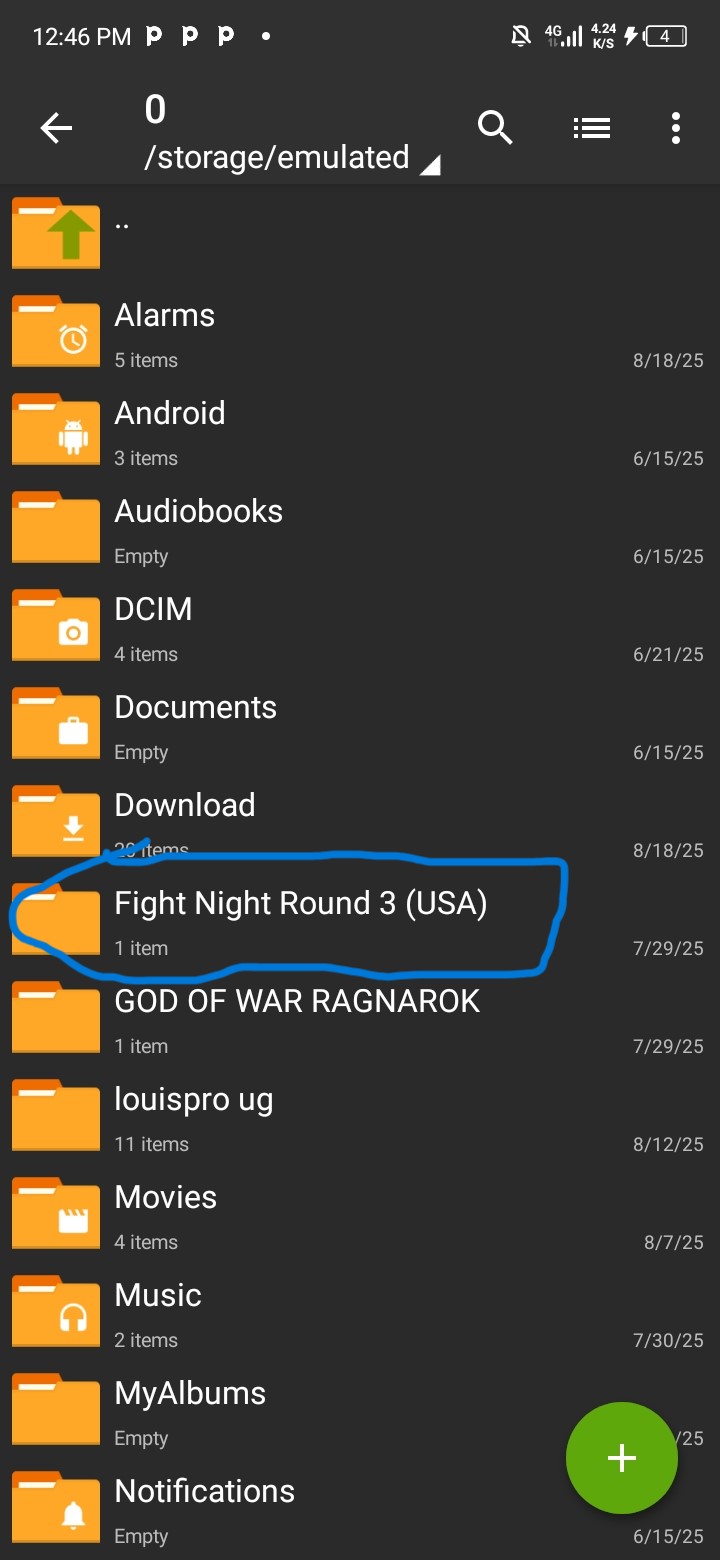 12:46 PM
4G
4.24
K/S
4
0
/storage/emulated
..
Alarms
5 items
8/18/25
Android
3 items
6/15/25
Audiobooks
Empty
6/15/25
DCIM
4 items
6/21/25
Documents
Empty
6/15/25
Download
items
8/18/25
Fight Night Round 3 (USA)
1 item
7/29/25
GOD OF WAR RAGNAROK
1 item
7/29/25
louispro ug
11 items
8/12/25
Movies
4 items
8/7/25
Music
2 items
7/30/25
MyAlbums
Empty
/25
Notifications
Empty
6/15/25